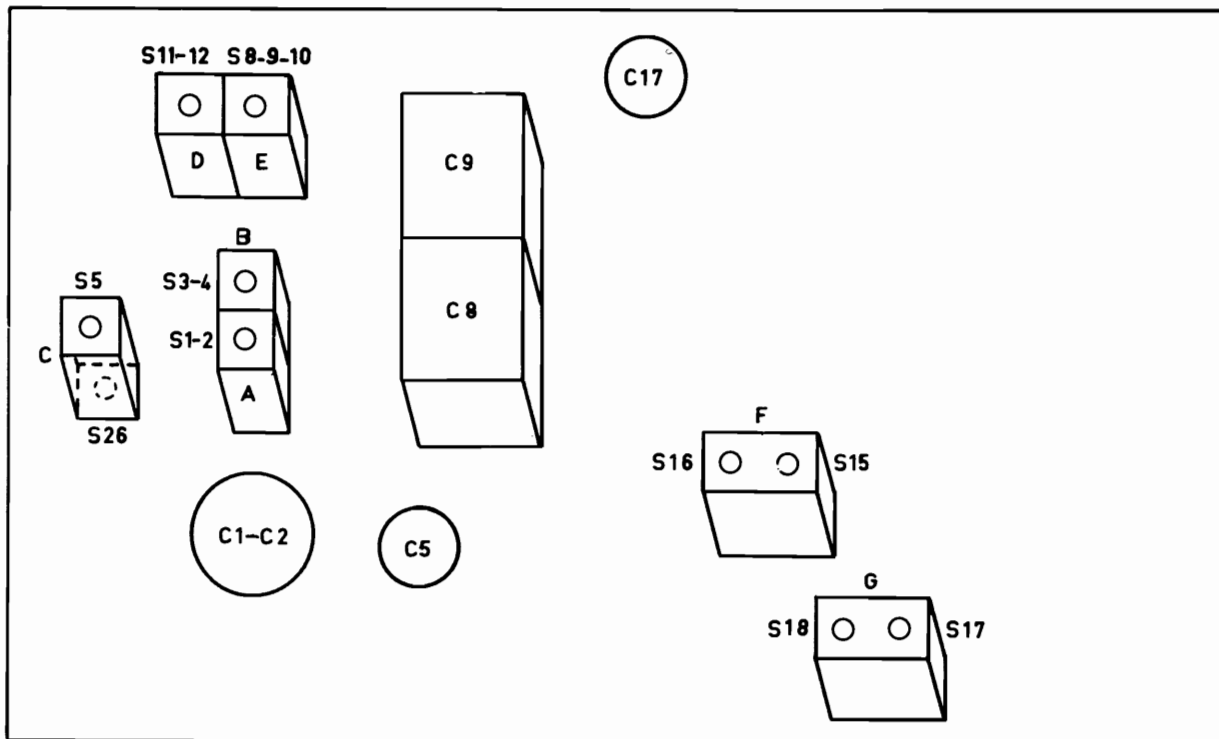 S11-12 S8-9-10
C17
D E
C9
B
S3-4
S5
C8
S1-2
C
A
S26
F
S16 S15
C1-C2
C5
G
S18 S17